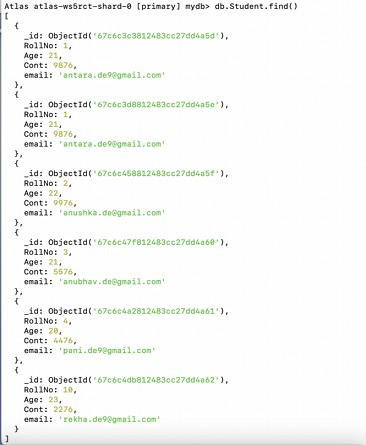 Atlas atlas-ws5rct-shard-0 [primary] mydb> db.Student.find()
[
{
_id: ObjectId('67c6c3c3812483cc27dd4a5d'),
RollNo: 1,
Age: 21,
Cont: 9876,
email: 'antara.de9@gmail.com'
},
{
_id: ObjectId('67c6c3d8812483cc27dd4a5e'),
RollNo: 1,
Age: 21,
Cont: 9876,
email: 'antara.de9@gmail.com'
},
{
_id: ObjectId('67c6c458812483cc27dd4a5f'),
RollNo: 2,
Age: 22,
Cont: 9976,
email: 'anushka.de9@gmail.com'
},
{
_id: ObjectId('67c6c47f812483cc27dd4a60'),
RollNo: 3,
Age: 21,
Cont: 5576,
email: 'anubhav.de9@gmail.com'
},
{
_id: ObjectId('67c6c4a2812483cc27dd4a61'),
RollNo: 4,
Age: 20,
Cont: 4476,
email: 'pani.de9@gmail.com'
},
{
_id: ObjectId('67c6c4db812483cc27dd4a62'),
RollNo: 10,
Age: 23,
Cont: 2276,
email: 'rekha.de9@gmail.com'
}
]